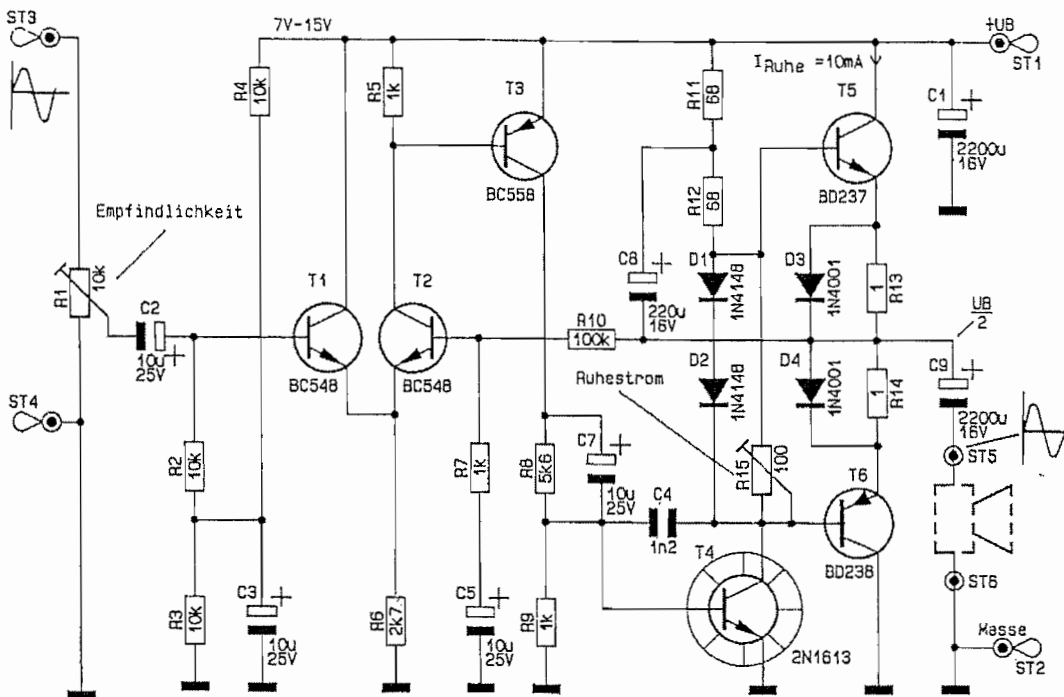 ST3
7V-15V
+UB
ST1
I Ruhe =10mA
R4
10k
R5
1k
T3
BC558
R11
68
R12
68
T5
BD237
C1
2200u
16V
Empfindlichkeit
R1
10k
C2
10u
25V
T1
BC548
T2
BC548
R10
100k
C8
220u
16V
D1
1N4148
D3
1N4001
R13
1
UB
2
D2
1N4148
D4
1N4001
R14
1
C9
2200u
16V
ST5
Ruhestrom
ST4
R2
10k
R7
1k
R8
5k6
C7
10u
25V
C4
1n2
R15
100
T6
BD238
ST6
R3
10k
C3
10u
25V
R6
2k7
C5
10u
25V
R9
1k
T4
2N1613
Masse
ST2